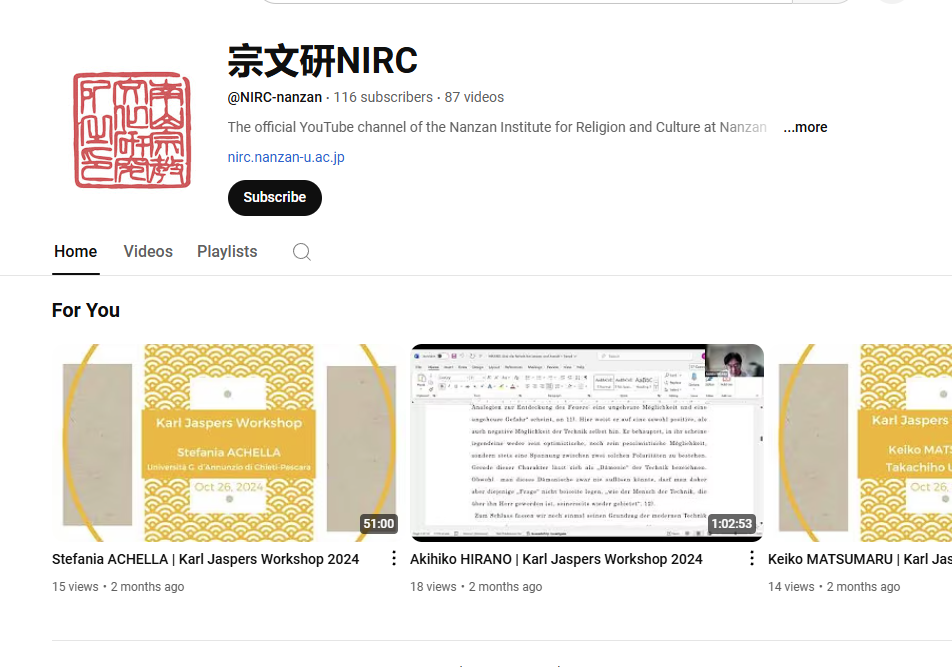 宗文研NIRC
@NIRC-nanzan · 116 subscribers · 87 videos
The official YouTube channel of the Nanzan Institute for Religion and Culture at Nanzan ...more
nirc.nanzan-u.ac.jp
Subscribe
Home Videos Playlists
For You
Karl Jaspers Workshop
Stefania ACHELLA
Università G. d'Annunzio di Chieti-Pescara
Oct 26, 2024
51:00
Analogien zur Entdeckung des Feuers' eine ungeheure Möglichkeit und eine
ungeheure Gefahr' scheint, an 115. Hier weist er auf eine sowohl positive, als
auch negative Möglichkeit der Technik selbst hin. Er behauptet, in ihr scheine
irgendeine weder sein optimistische, noch sein pessimistische Möglichkeit,
sondern stets eine Spannung zwischen zwei solchen Polaritäten zu bestehen.
Gerade dieser Charakter lässt sich als „Dämonie" der Technik bezeichnen.
Obwohl man dieses Dämonische zwar nie auflösen könnte, darf man daher
aber diejenige „Frage" nicht beiseite legen, „wie der Mensch der Technik, die
über ihn Herr geworden ist, seinerseits wieder gebietet".
Zum Schluss fassen wir noch einmal seinen Grundzug der modernen Technik
1:02:53
Karl Jaspers
Keiko MATS
Takachiho U
Oct 26,
Stefania ACHELLA | Karl Jaspers Workshop 2024
15 views · 2 months ago
Akihiko HIRANO | Karl Jaspers Workshop 2024
18 views · 2 months ago
Keiko MATSUMARU | Karl Jas
14 views · 2 months ago